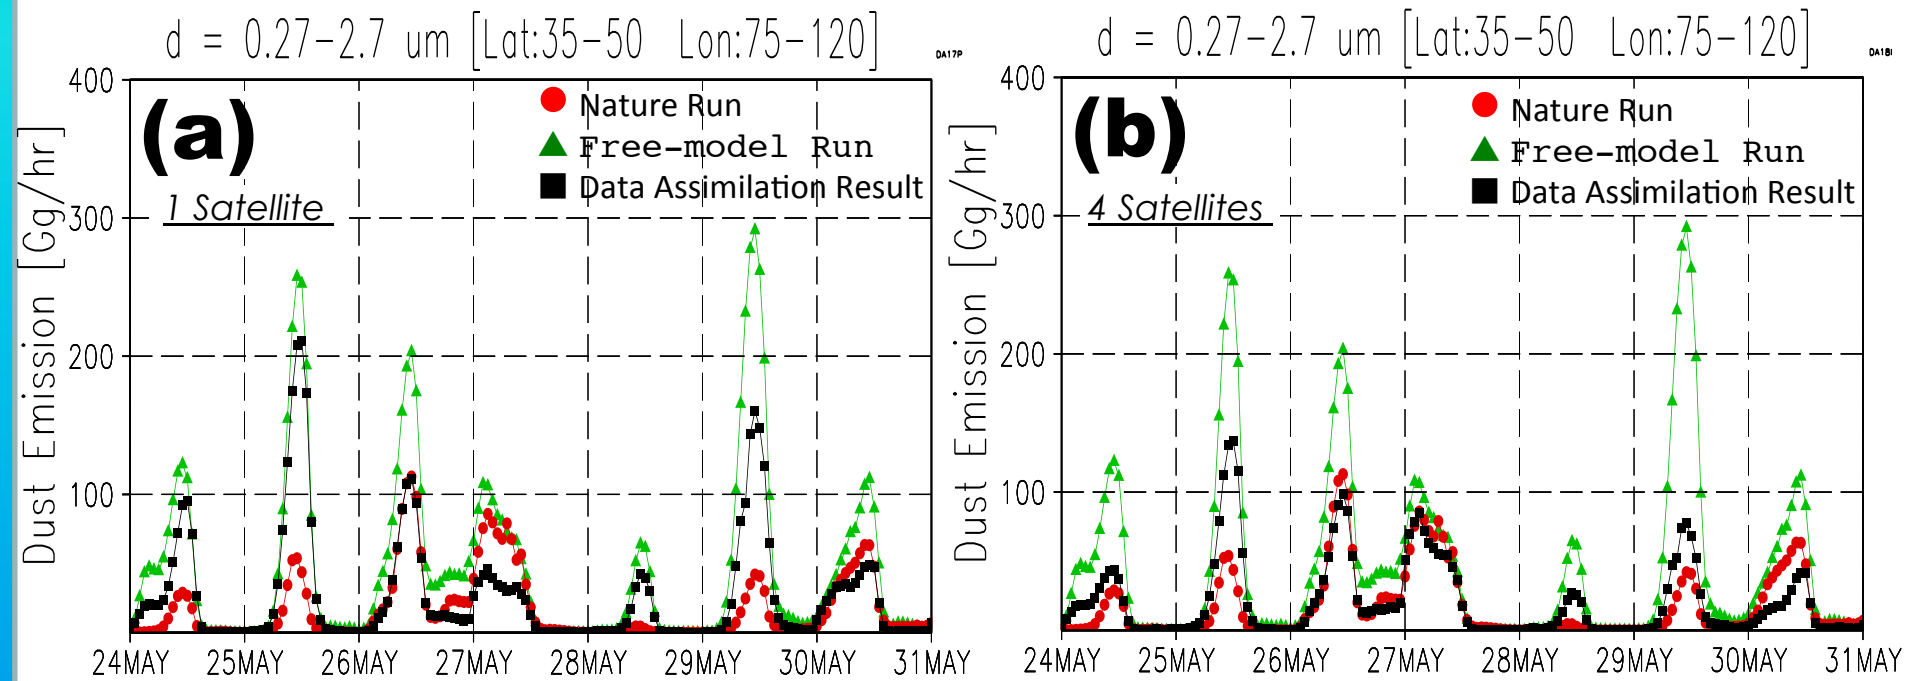 d = 0.27-2.7 um [Lat:35-50 Lon:75-120]
DA17P
(a)
1 Satellite
Nature Run
Free-model Run
Data Assimilation Result
Dust Emission [Gg/hr]
400
300
200
100
24MAY 25MAY 26MAY 27MAY 28MAY 29MAY 30MAY 31MAY
d = 0.27-2.7 um [Lat:35-50 Lon:75-120]
(b)
4 Satellites
Nature Run
Free-model Run
Data Assimilation Result
Dust Emission [Gg/hr]
400
300
200
100
24MAY 25MAY 26MAY 27MAY 28MAY 29MAY 30MAY 31MAY